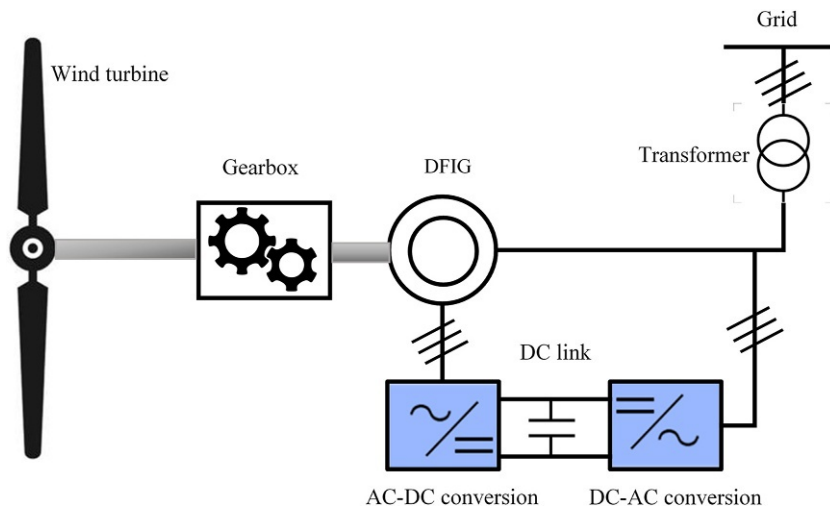 Grid
Wind turbine
Transformer
Gearbox
DFIG
DC link
AC-DC conversion
DC-AC conversion